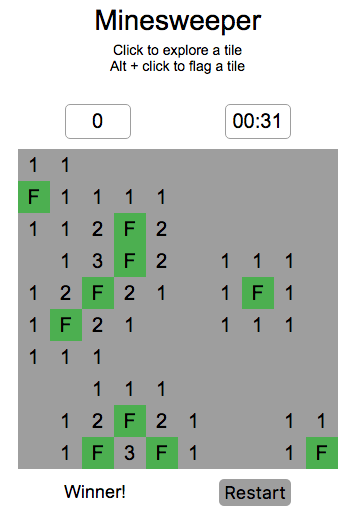 Minesweeper
Click to explore a tile
Alt + click to flag a tile
0 00:31
1 1
F 1 1 1 1
1 1 2 F 2
1 3 F 2 1 1 1
1 2 F 2 1 1 F 1
1 F 2 1 1 1 1
1 1 1
1 1 1
1 2 F 2 1 1 1
1 F 3 F 1 1 F
Winner! Restart